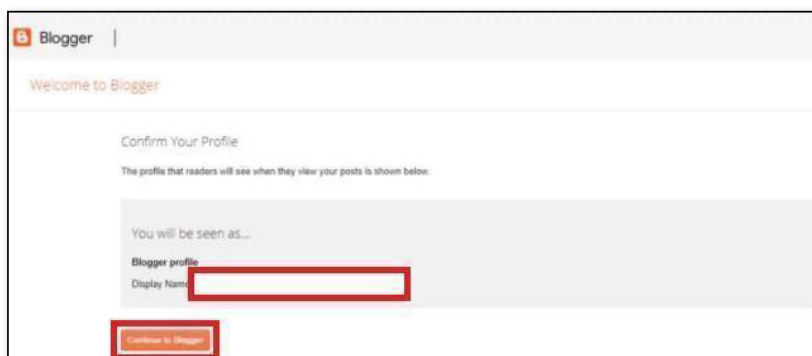 Blogger |
Welcome to Blogger
Confirm Your Profile
The profile that readers will see when they view your posts is shown below.
You will be seen as...
Blogger profile
Display Name
Continue to Blogger